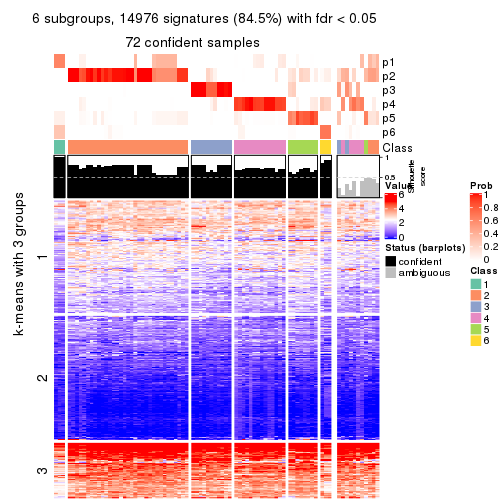 6 subgroups, 14976 signatures (84.5%) with fdr < 0.05
72 confident samples
p1
p2
p3
p4
p5
p6
Class
1
0.5
0
Silhouette
score
k-means with 3 groups
1
2
3
Value
6
4
2
0
Status (barplots)
confident
ambiguous
Prob
1
0.8
0.6
0.4
0.2
0
Class
1
2
3
4
5
6